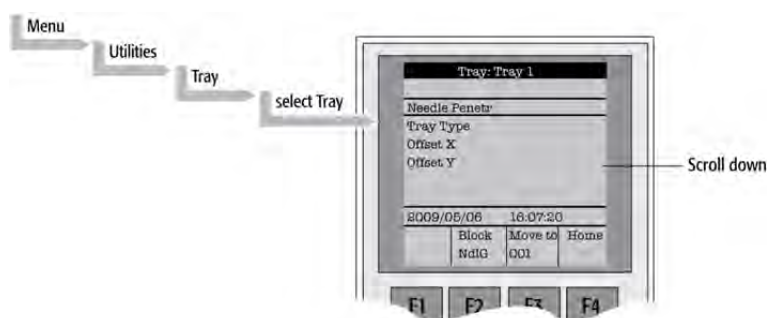 Menu
Utilities
Tray
select Tray
Tray: Tray 1
Needle Penetr
Tray Type
Offset X
Offset Y
Scroll down
2009/05/06 16:07:20
Block Move to Home
NdlG 001
F1 F2 F3 F4